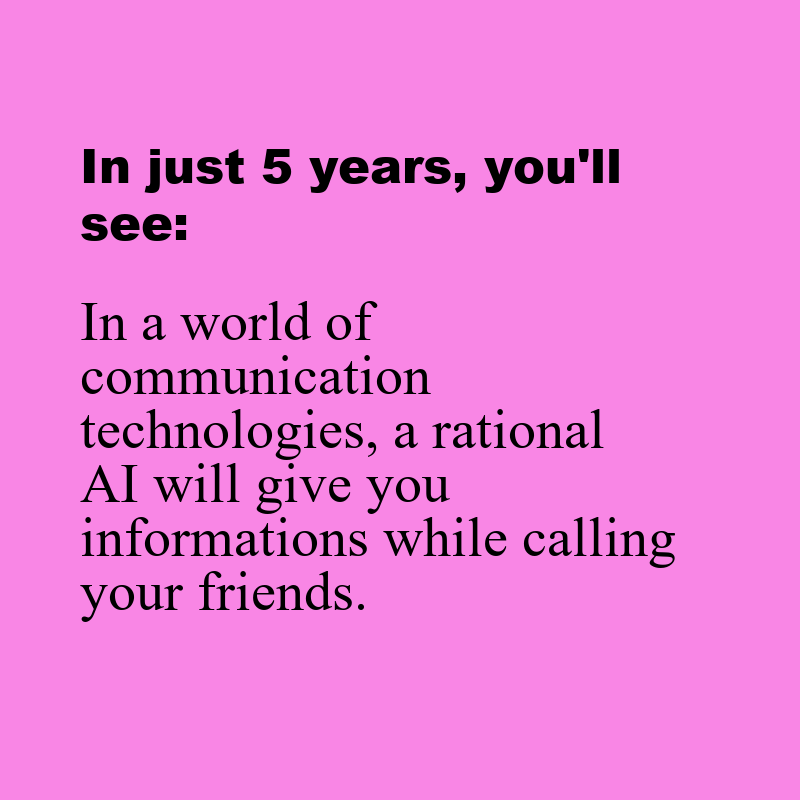 In just 5 years, you'll
see:
In a world of
communication
technologies, a rational
AI will give you
informations while calling
your friends.